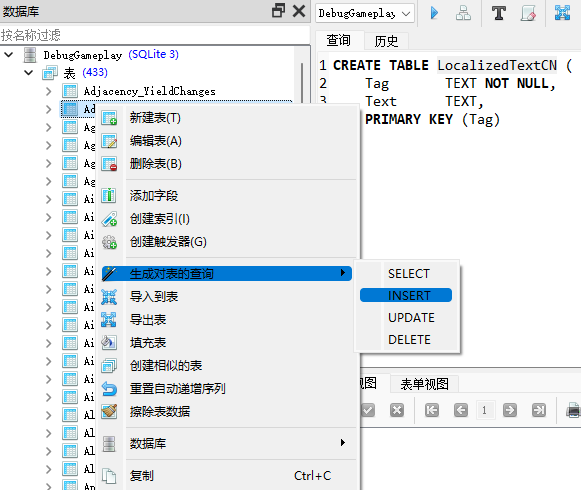 数据库
按名称过滤
DebugGameplay (SQLite 3)
表 (433)
Adjacency_YieldChanges
Ad
Ag
Ag
Ag
Ag
Ai
Ai
Ai
Ai
Ai
Ai
Ai
Ai
Ai
Ai
Ai
Ai
Al
Al
Al
Al
新建表(T)
编辑表(A)
删除表(B)
添加字段
创建索引(I)
创建触发器(G)
生成对表的查询
导入到表
导出表
填充表
创建相似的表
重置自动递增序列
擦除表数据
数据库
复制 Ctrl+C
SELECT
INSERT
UPDATE
DELETE
DebugGameplay
查询 历史
1 CREATE TABLE LocalizedTextCN (
2 Tag TEXT NOT NULL,
3 Text TEXT,
PRIMARY KEY (Tag)
视图 表单视图
1